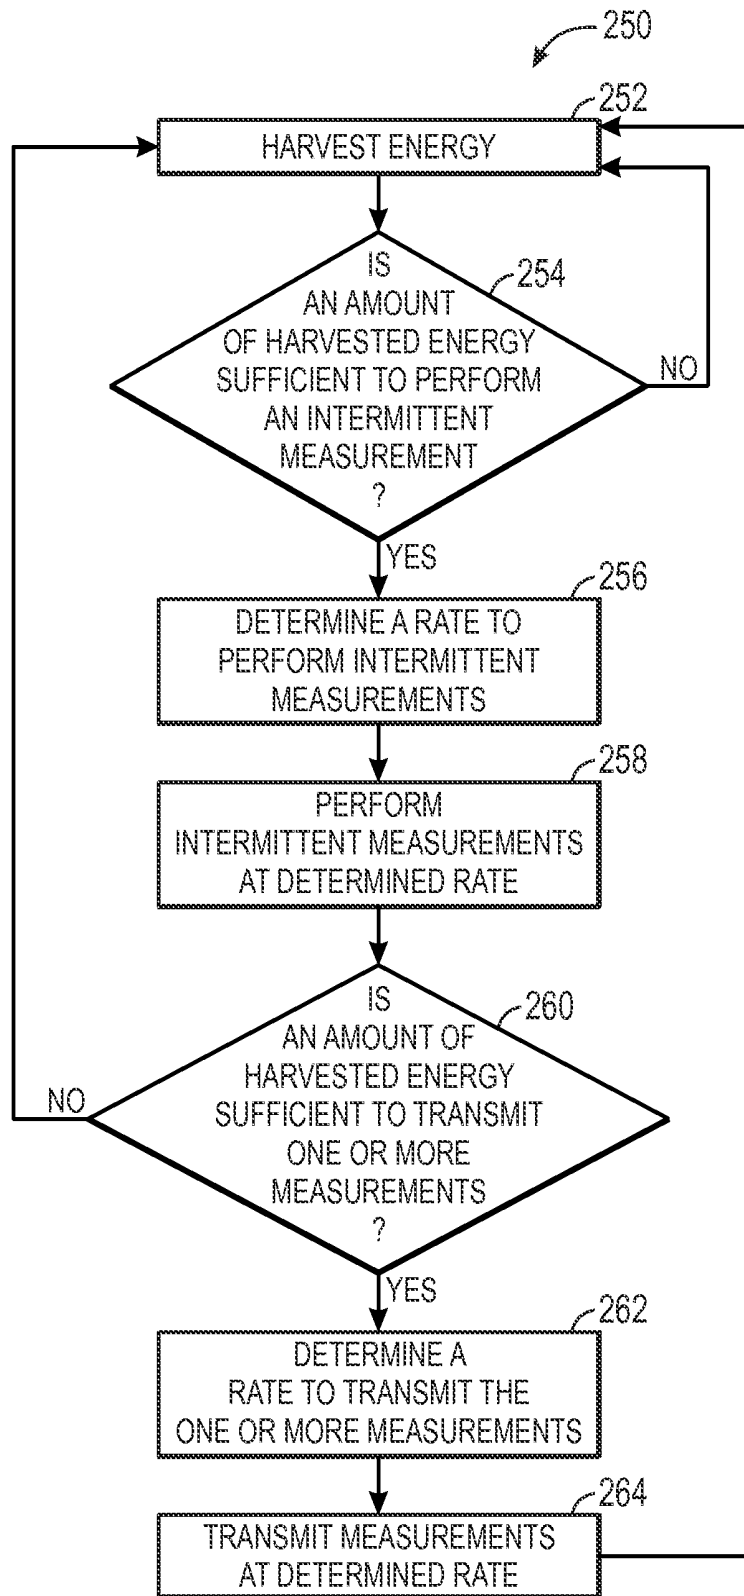 250
252
HARVEST ENERGY
254
IS
AN AMOUNT
OF HARVESTED ENERGY
SUFFICIENT TO PERFORM
AN INTERMITTENT
MEASUREMENT
?
NO
YES
256
DETERMINE A RATE TO
PERFORM INTERMITTENT
MEASUREMENTS
258
PERFORM
INTERMITTENT MEASUREMENTS
AT DETERMINED RATE
260
IS
AN AMOUNT OF
HARVESTED ENERGY
SUFFICIENT TO TRANSMIT
ONE OR MORE
MEASUREMENTS
?
NO
YES
262
DETERMINE A
RATE TO TRANSMIT THE
ONE OR MORE MEASUREMENTS
264
TRANSMIT MEASUREMENTS
AT DETERMINED RATE